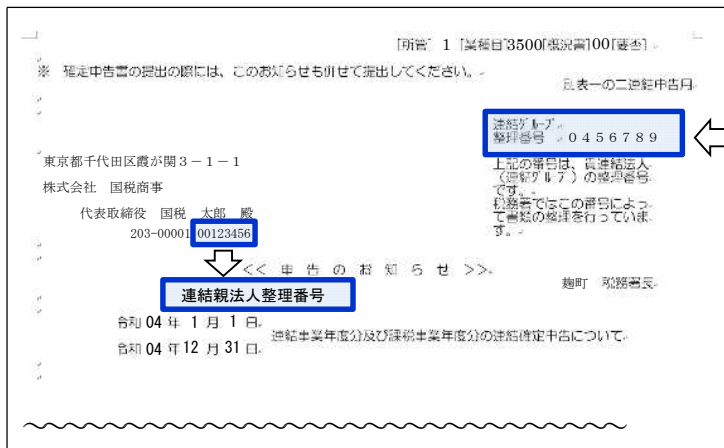 [所管] 1 [業種目]3500[概況書]00[要否]
※ 確定申告書の提出の際には、このお知らせも併せて提出してください。
別表一の二連結申告用
連結グループ
整理番号 0456789
上記の番号は、貴連結法人
(連結グループ)の整理番号
です。
税務署ではこの番号によっ
て書類の整理を行っていま
す。
東京都千代田区霞が関3-1-1
株式会社 国税商事
代表取締役 国税 太郎 殿
203-00001 00123456
<< 申告のお知らせ >>
麹町 税務署長
連結親法人整理番号
令和 04 年 1 月 1 日
令和 04 年 12 月 31 日
連結事業年度分及び課税事業年度分の連結確定申告について